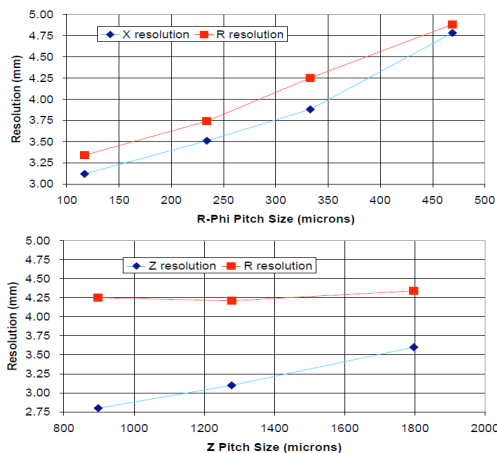 5.00
4.75
4.50
4.25
4.00
3.75
3.50
3.25
3.00
Resolution (mm)
X resolution R resolution
100 150 200 250 300 350 400 450 500
R-Phi Pitch Size (microns)
5.00
4.75
4.50
4.25
4.00
3.75
3.50
3.25
3.00
2.75
Resolution (mm)
Z resolution R resolution
800 1000 1200 1400 1600 1800 2000
Z Pitch Size (microns)